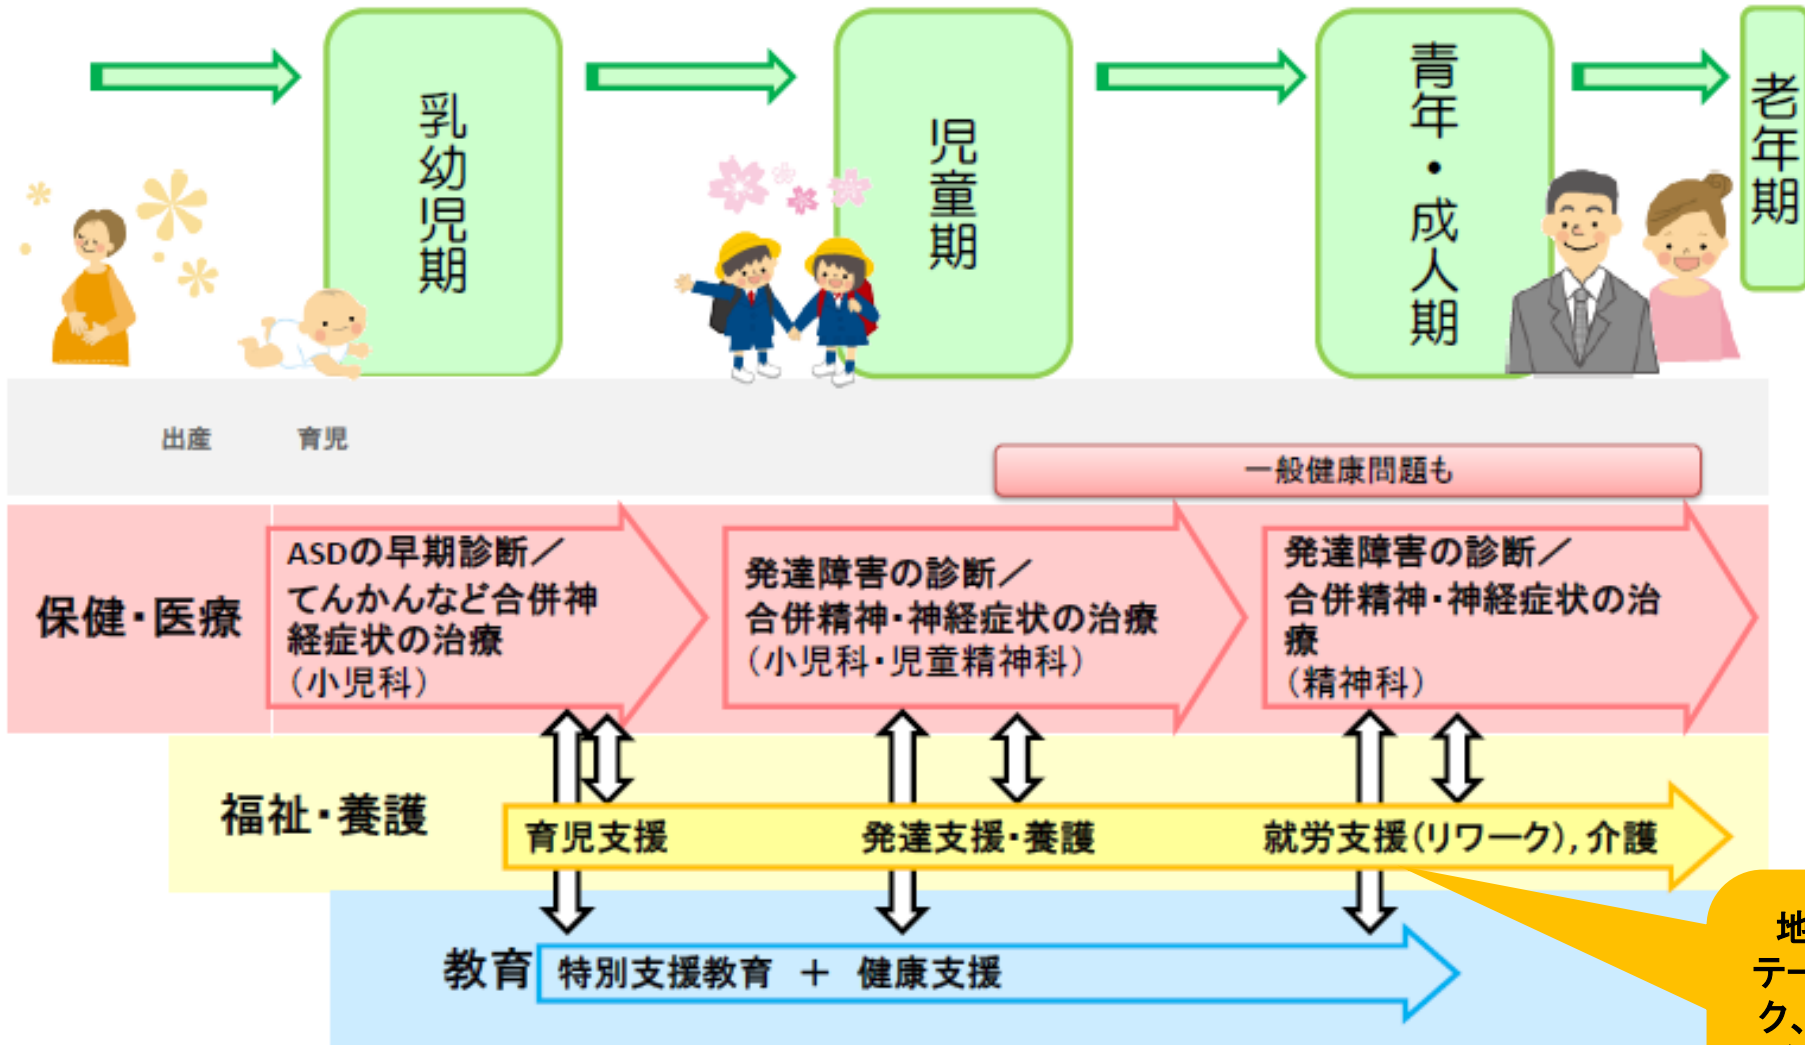 乳幼児期
児童期
青年・成人期
老年期
出産
育児
一般健康問題も
保健・医療
ASDの早期診断／
てんかんなど合併神
経症状の治療
（小児科）
発達障害の診断／
合併精神・神経症状の治療
（小児科・児童精神科）
発達障害の診断／
合併精神・神経症状の治
療
（精神科）
福祉・養護
育児支援
発達支援・養護
就労支援（リワーク）, 介護
教育
特別支援教育 ＋ 健康支援
地
テー
ク、